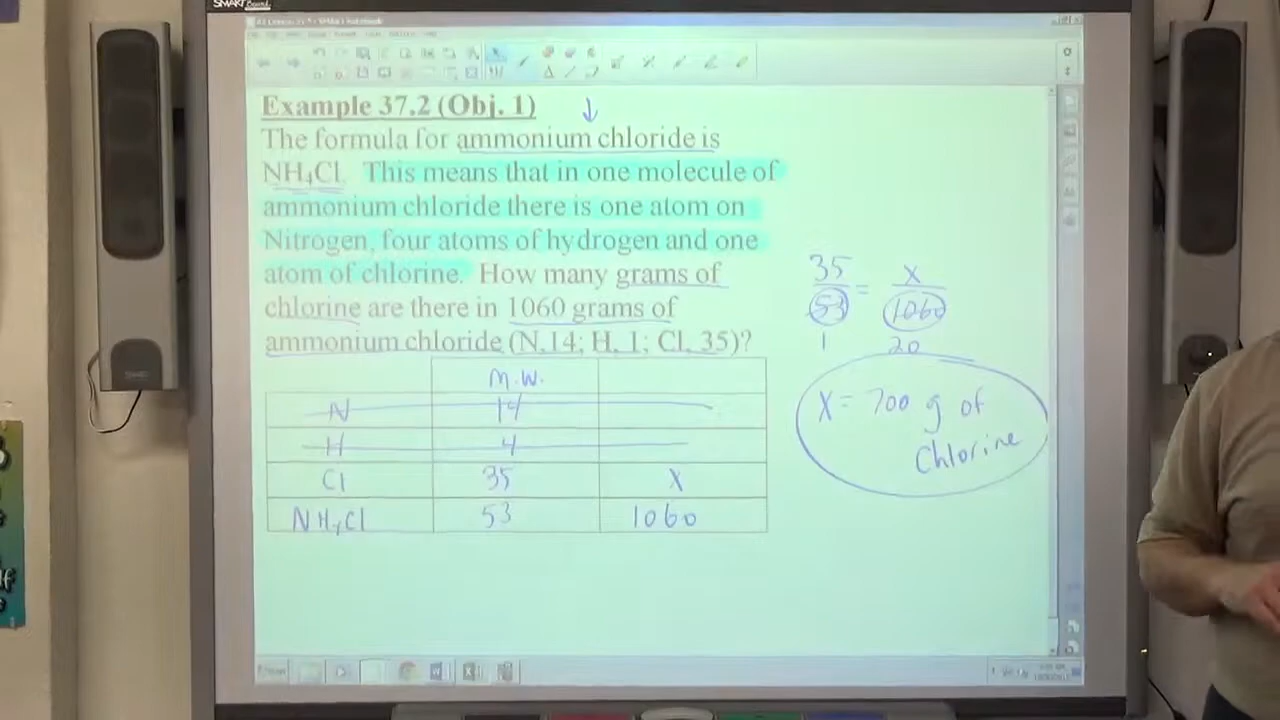 SMART Board
Example 37.2 (Obj. 1)
The formula for ammonium chloride is
NH4Cl. This means that in one molecule of
ammonium chloride there is one atom on
Nitrogen, four atoms of hydrogen and one
atom of chlorine. How many grams of
chlorine are there in 1060 grams of
ammonium chloride (N,14; H, 1; Cl, 35)?
M.W.
N 14
H 4
Cl 35 X
NH4Cl 53 1060
35 = X
53 1060
1 20
X = 700 g of
Chlorine